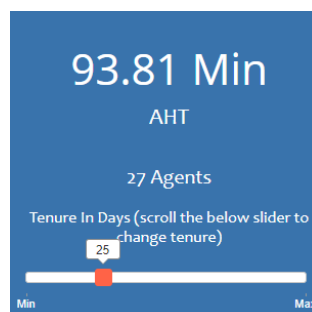 93.81 Min
AHT
27 Agents
Tenure In Days (scroll the below slider to
change tenure)
25
Min
Max